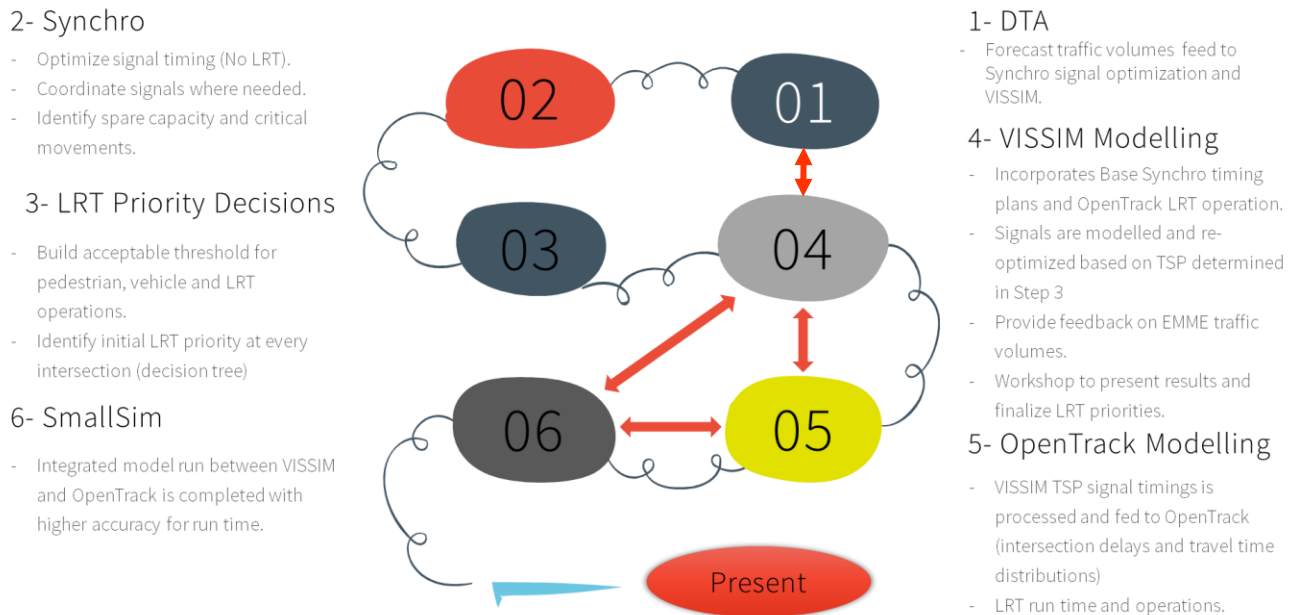 2- Synchro
- Optimize signal timing (No LRT).
- Coordinate signals where needed.
- Identify spare capacity and critical
movements.
3- LRT Priority Decisions
- Build acceptable threshold for
pedestrian, vehicle and LRT
operations.
- Identify initial LRT priority at every
intersection (decision tree)
6- SmallSim
- Integrated model run between VISSIM
and OpenTrack is completed with
higher accuracy for run time.
02
01
03
04
06
05
Present
1- DTA
- Forecast traffic volumes feed to
Synchro signal optimization and
VISSIM.
4- VISSIM Modelling
- Incorporates Base Synchro timing
plans and OpenTrack LRT operation.
- Signals are modelled and re-
optimized based on TSP determined
in Step 3
- Provide feedback on EMME traffic
volumes.
- Workshop to present results and
finalize LRT priorities.
5- OpenTrack Modelling
- VISSIM TSP signal timings is
processed and fed to OpenTrack
(intersection delays and travel time
distributions)
- LRT run time and operations.